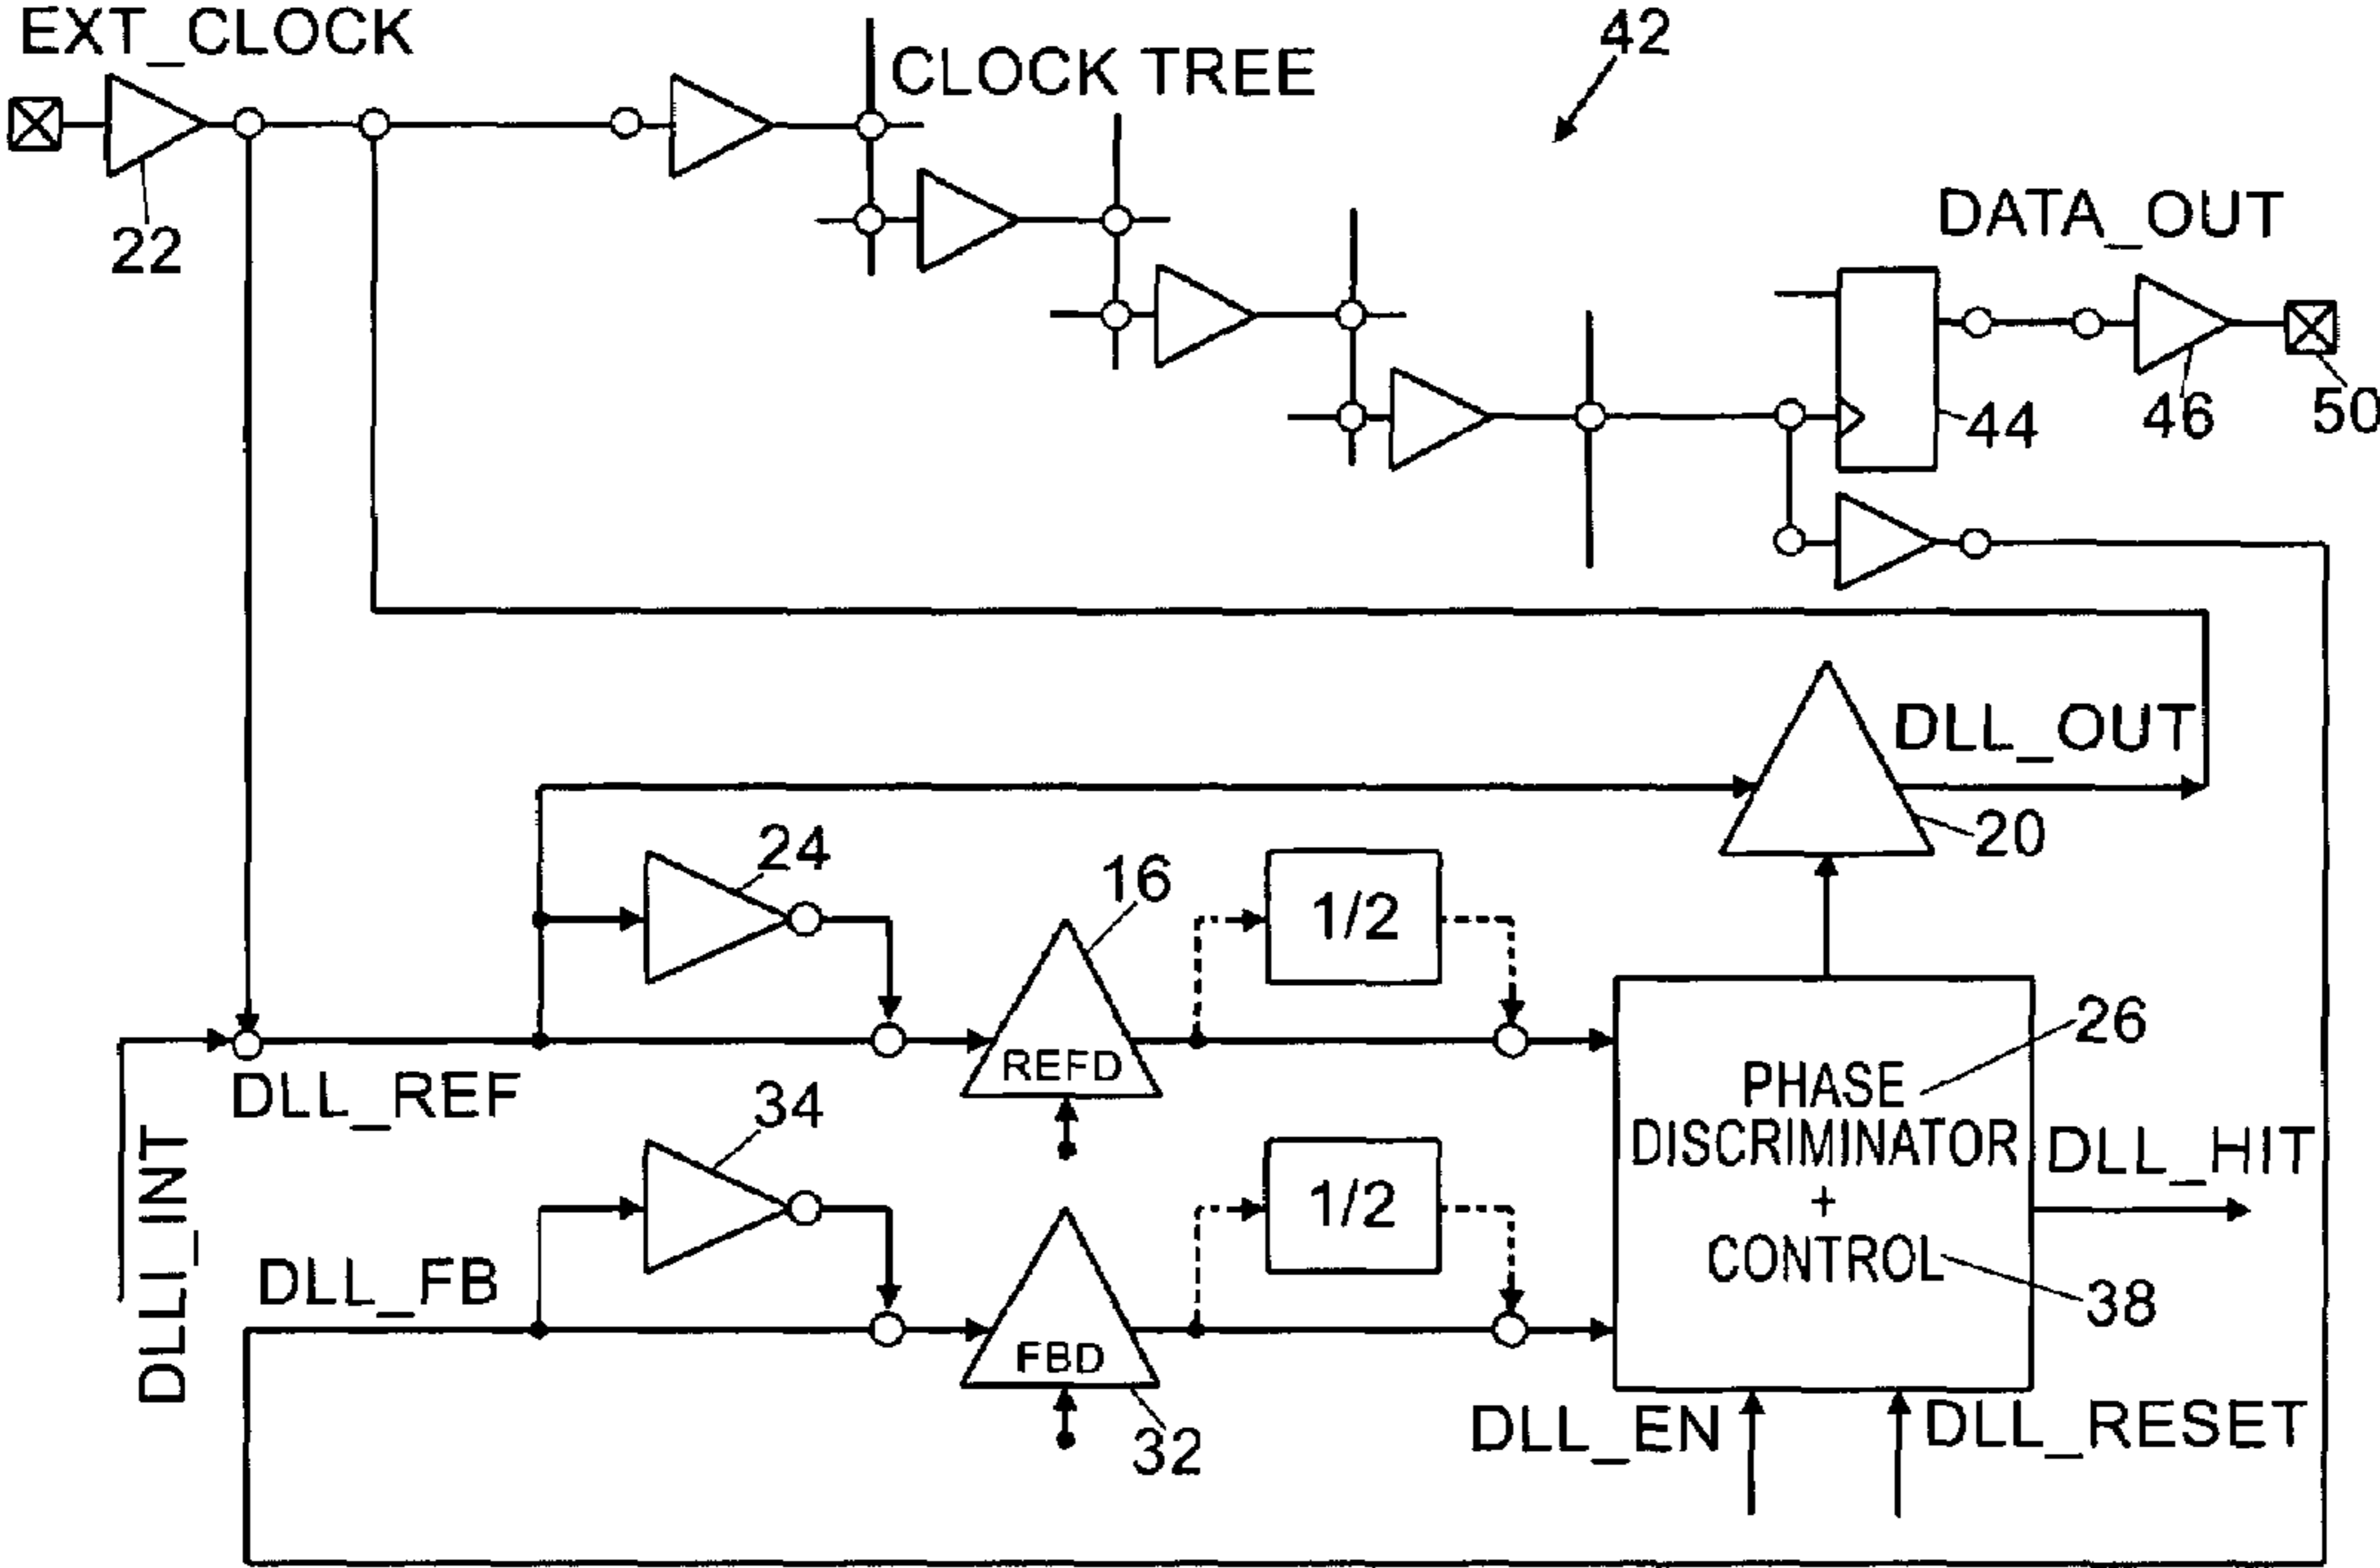 EXT_CLOCK
CLOCK TREE
42
22
DATA_OUT
44
46
50
DLL_OUT
20
24
16
1/2
REFD
26
DLL_REF
PHASE
DISCRIMINATOR
+
CONTROL
38
DLL_HIT
34
1/2
DLLI_INT
DLL_FB
FBD
32
DLL_EN
DLL_RESET